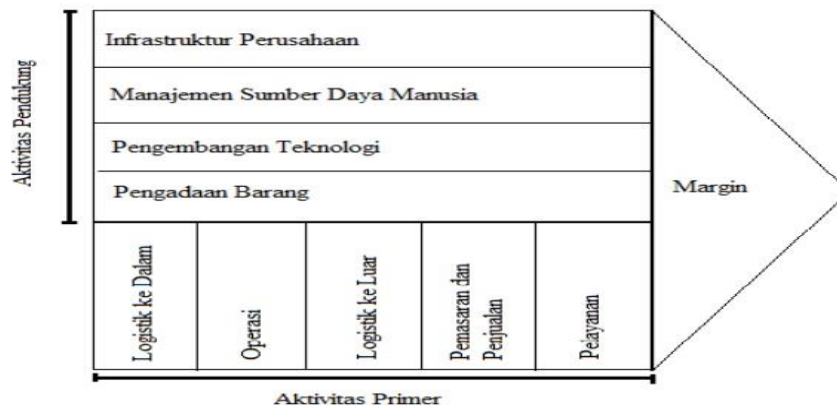 Aktivitas Pendukung
Infrastruktur Perusahaan
Manajemen Sumber Daya Manusia
Pengembangan Teknologi
Pengadaan Barang
Margin
Logistik ke Dalam
Operasi
Logistik ke Luar
Pemasaran dan
Penjualan
Pelayanan
Aktivitas Primer